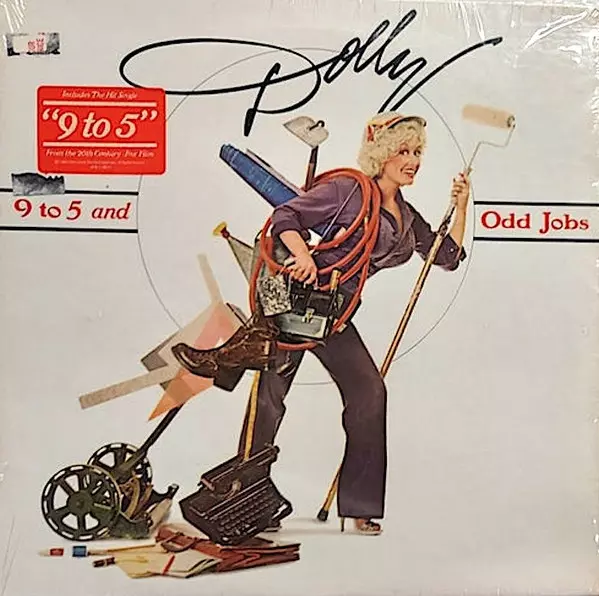 Dolly
Includes The Hit Single
"9 to 5"
From the 20th Century-Fox Film
9 to 5 and
Odd Jobs